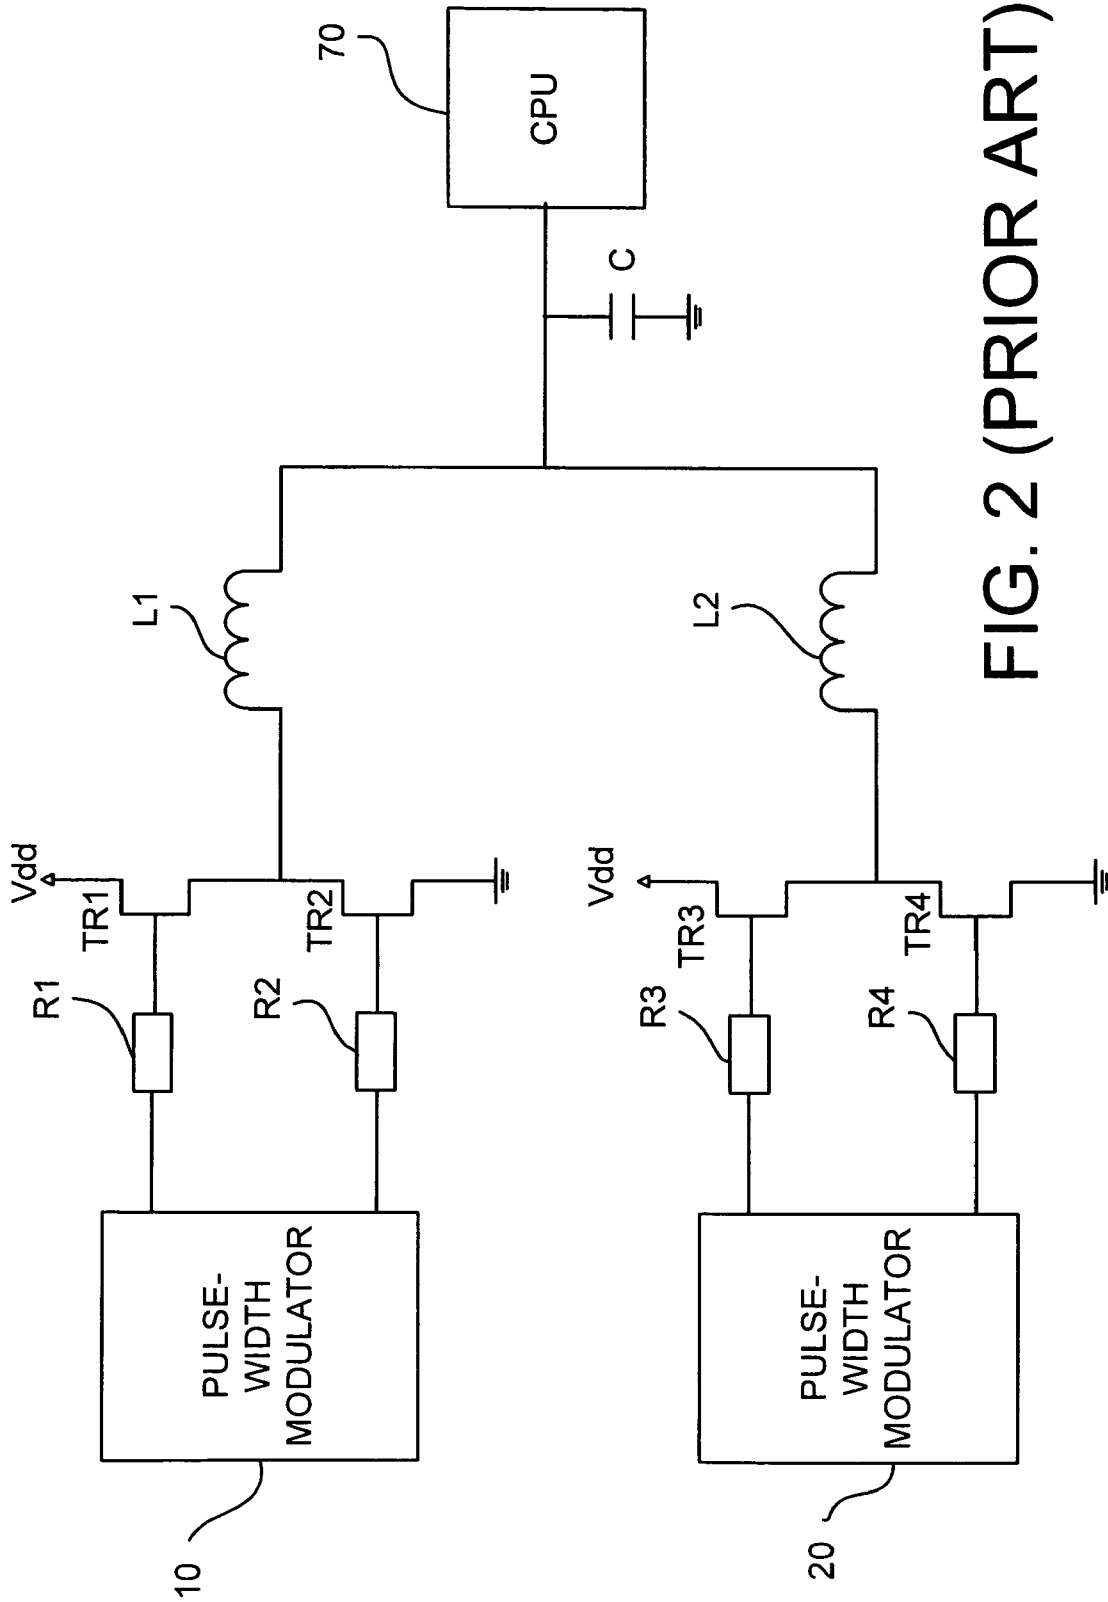 Vdd
TR1
R1
TR2
R2
L1
PULSE-
WIDTH
MODULATOR
10
70
CPU
C
Vdd
TR3
R3
TR4
R4
L2
PULSE-
WIDTH
MODULATOR
20
FIG. 2 (PRIOR ART)